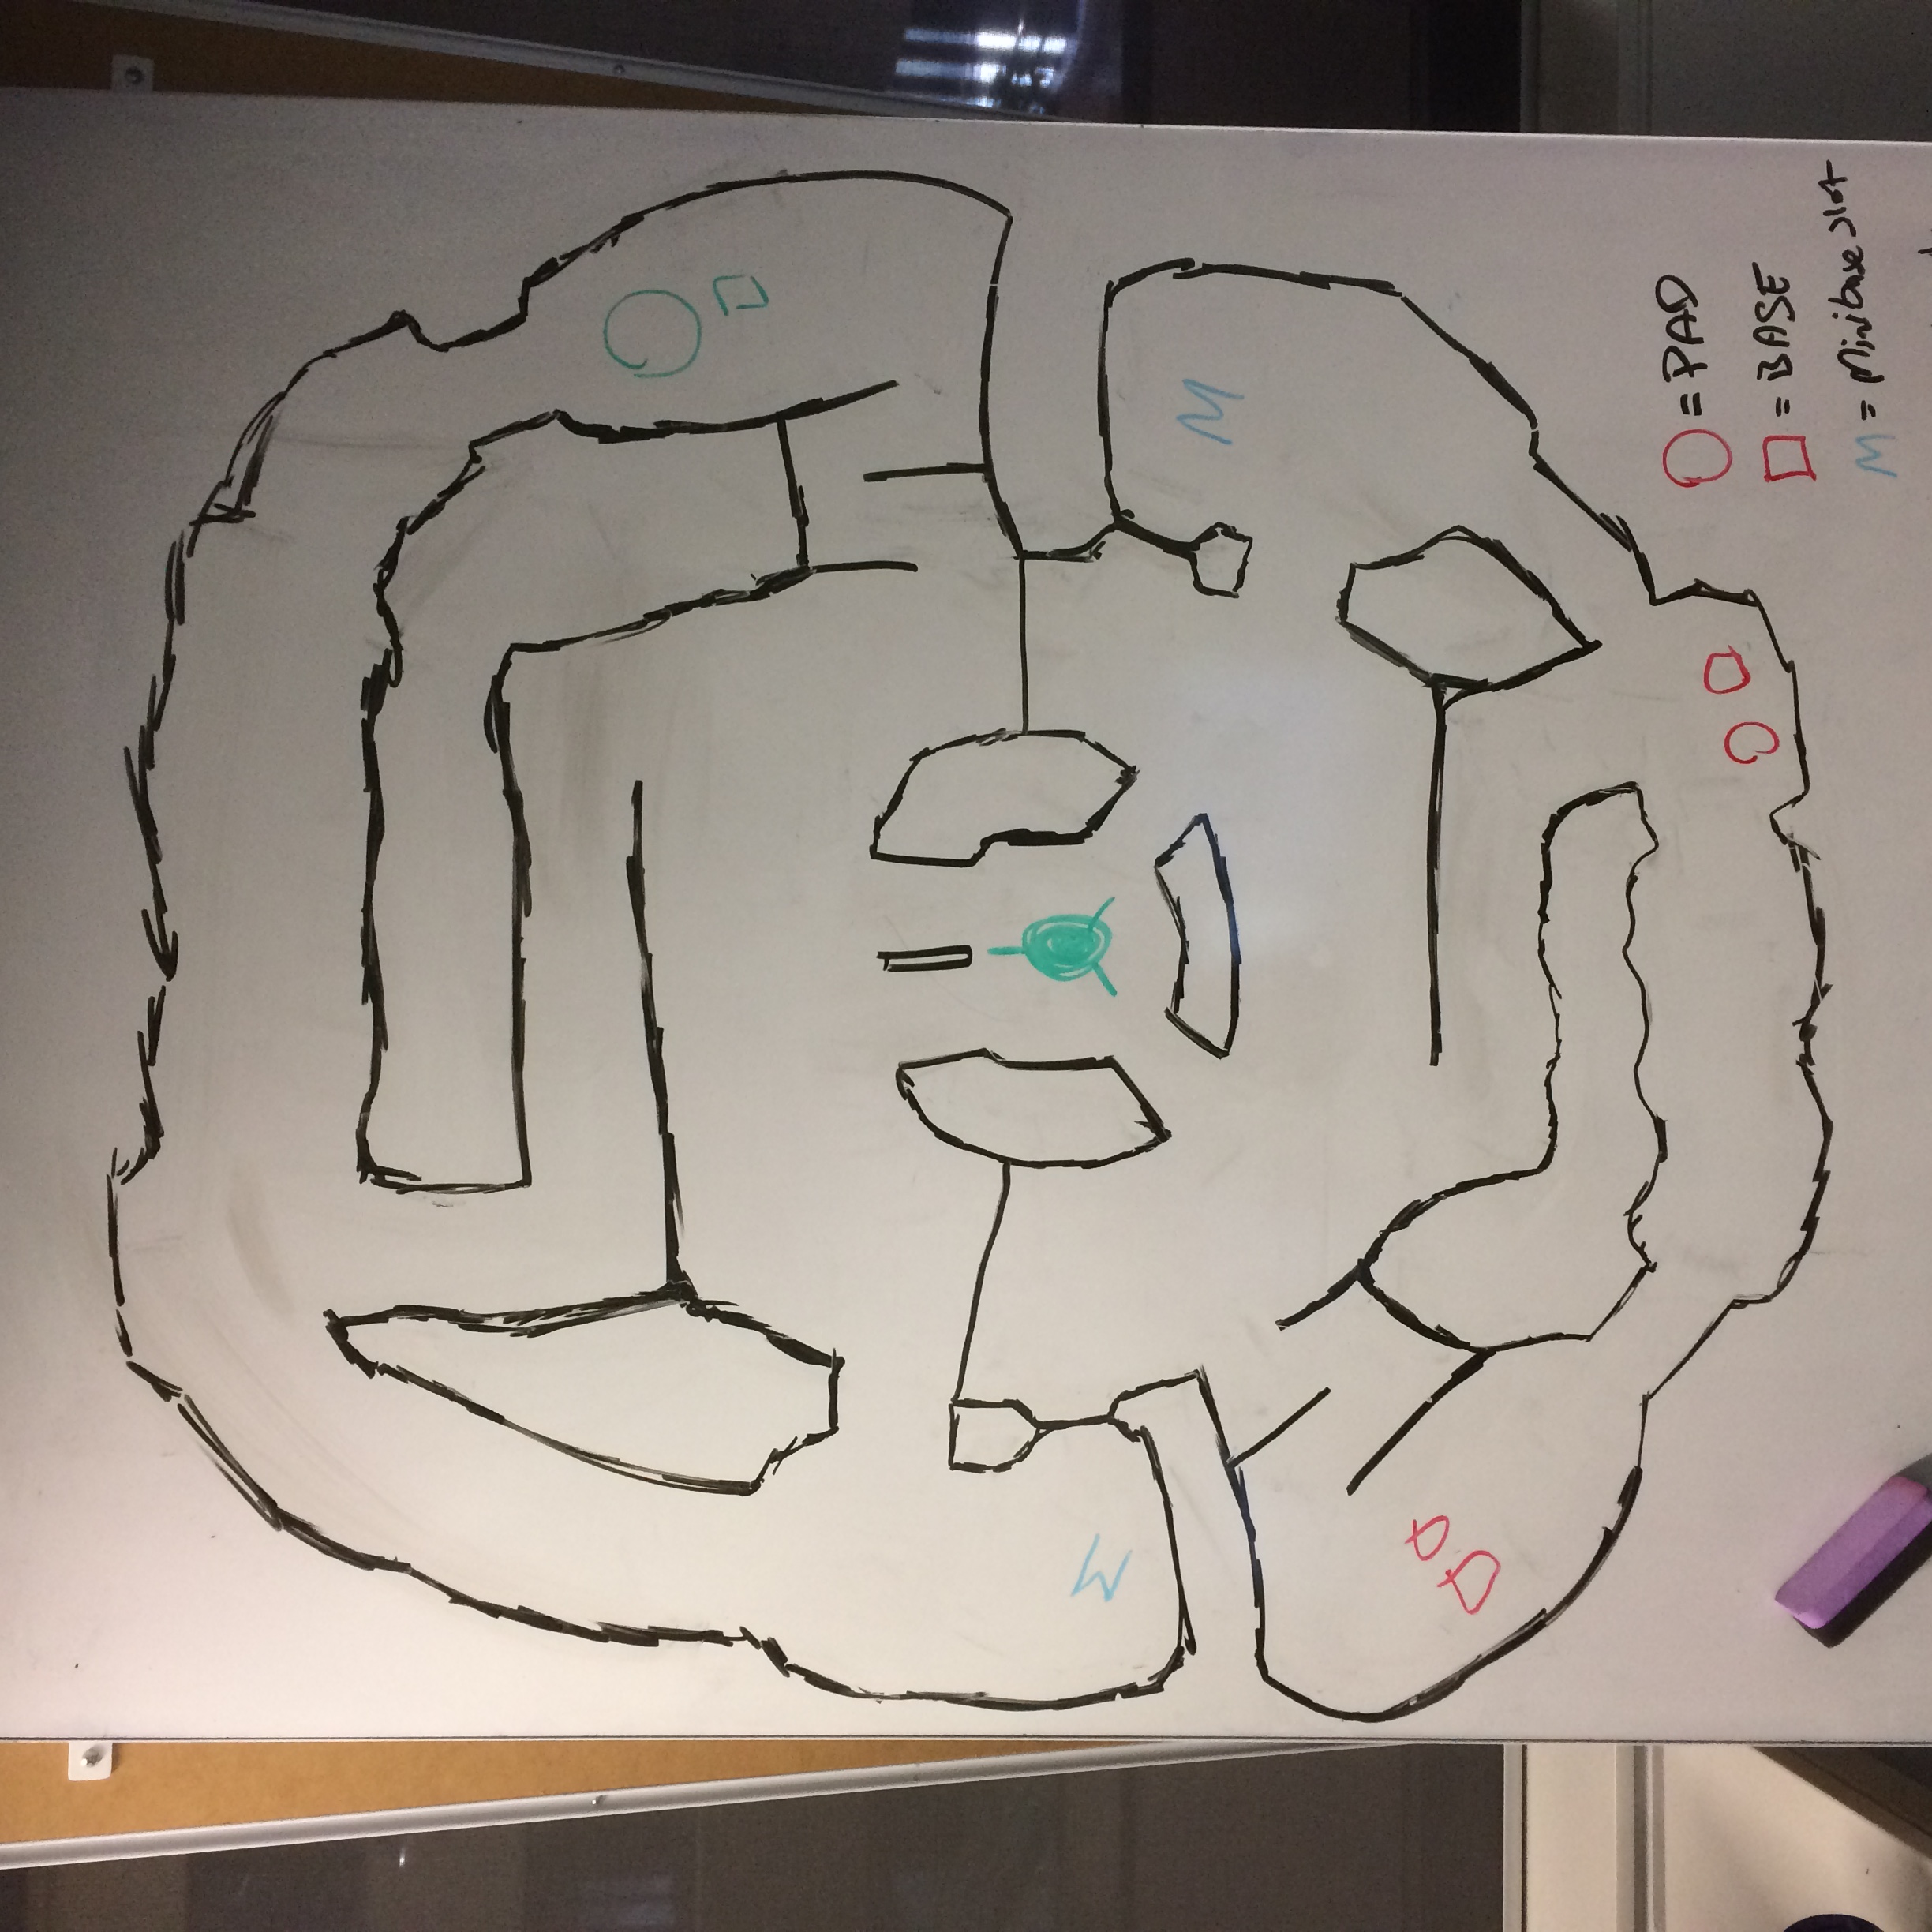 M
M
= PAD
= BASE
M = Minibase slot